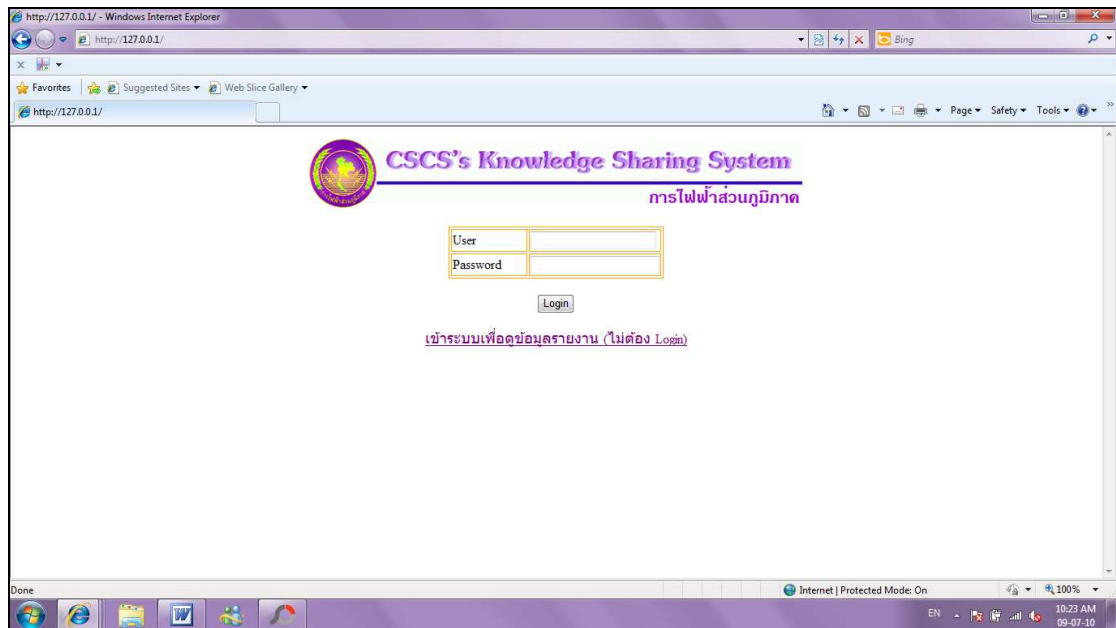 http://127.0.0.1/ - Windows Internet Explorer
http://127.0.0.1/
Bing
Favorites Suggested Sites Web Slice Gallery
http://127.0.0.1/ Page Safety Tools
CSCS's Knowledge Sharing System
การไฟฟ้าส่วนภูมิภาค
User
Password
Login
เข้าระบบเพื่อดูข้อมูลรายงาน (ไม่ต้อง Login)
Done Internet | Protected Mode: On 100%
EN 10:23 AM
09-07-10